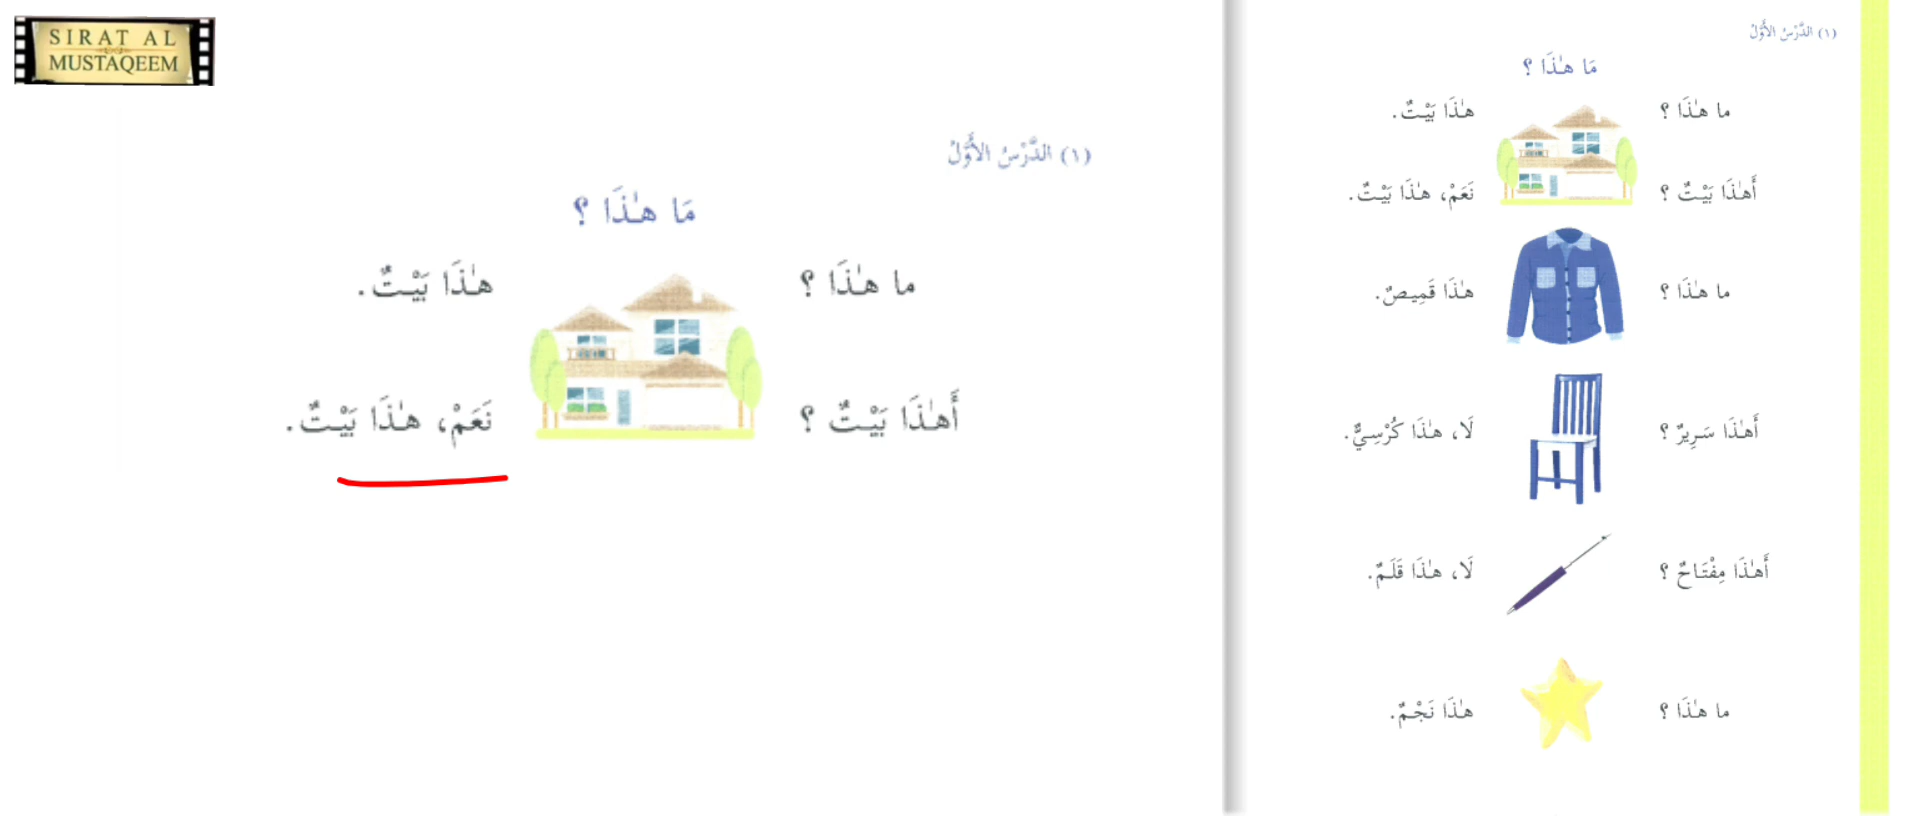 SIRAT AL
MUSTAQEEM
(١) الدَّرْسُ الأَوَّلُ
مَا هٰذَا ؟
ما هٰذَا ؟ هٰذَا بَيْتٌ.
أَهٰذَا بَيْتٌ ؟ نَعَمْ، هٰذَا بَيْتٌ.
(١) الدَّرْسُ الأَوَّلُ
مَا هٰذَا ؟
ما هٰذَا ؟ هٰذَا بَيْتٌ.
أَهٰذَا بَيْتٌ ؟ نَعَمْ، هٰذَا بَيْتٌ.
ما هٰذَا ؟ هٰذَا قَمِيصٌ.
أَهٰذَا سَرِيرٌ ؟ لَا، هٰذَا كُرْسِيٌّ.
أَهٰذَا مِفْتَاحٌ ؟ لَا، هٰذَا قَلَمٌ.
ما هٰذَا ؟ هٰذَا نَجْمٌ.